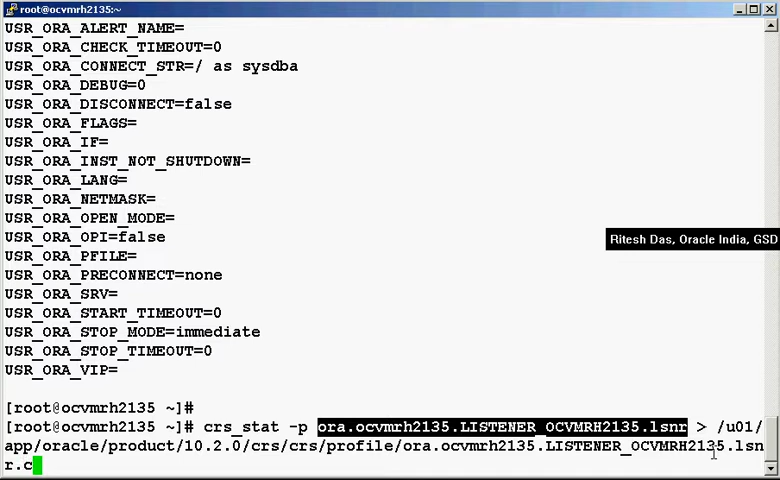 root@ocvmrh2135:~
USR_ORA_ALERT_NAME=
USR_ORA_CHECK_TIMEOUT=0
USR_ORA_CONNECT_STR=/ as sysdba
USR_ORA_DEBUG=0
USR_ORA_DISCONNECT=false
USR_ORA_FLAGS=
USR_ORA_IF=
USR_ORA_INST_NOT_SHUTDOWN=
USR_ORA_LANG=
USR_ORA_NETMASK=
USR_ORA_OPEN_MODE=
USR_ORA_OPI=false
Ritesh Das, Oracle India, GSD
USR_ORA_PFILE=
USR_ORA_PRECONNECT=none
USR_ORA_SRV=
USR_ORA_START_TIMEOUT=0
USR_ORA_STOP_MODE=immediate
USR_ORA_STOP_TIMEOUT=0
USR_ORA_VIP=
[root@ocvmrh2135 ~]#
[root@ocvmrh2135 ~]# crs_stat -p ora.ocvmrh2135.LISTENER_OCVMRH2135.lsnr > /u01/
app/oracle/product/10.2.0/crs/crs/profile/ora.ocvmrh2135.LISTENER_OCVMRH2135.lsn
r.c